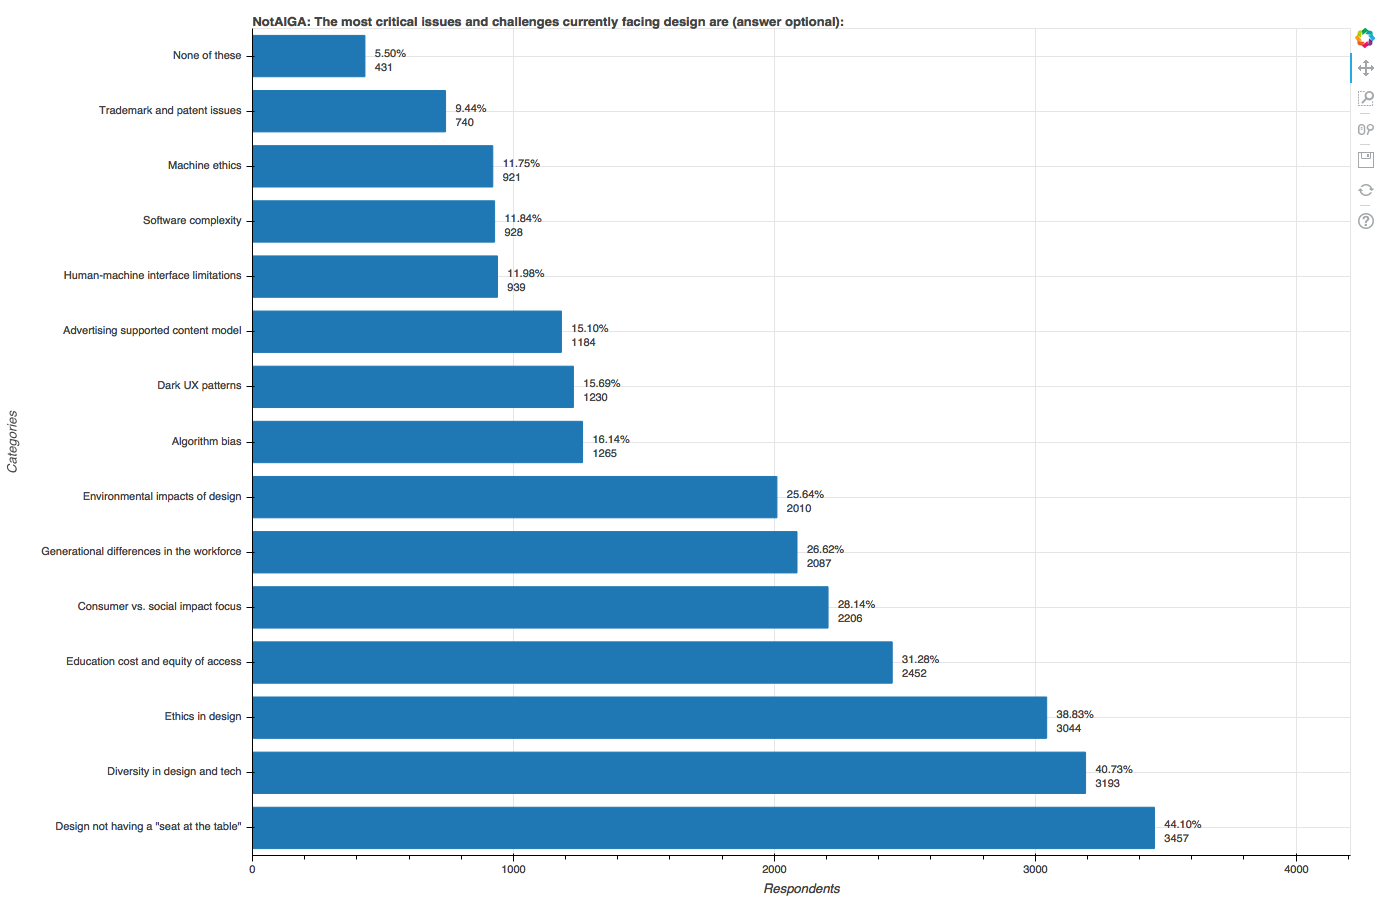 NotAIGA: The most critical issues and challenges currently facing design are (answer optional):
None of these
5.50%
431
Trademark and patent issues
9.44%
740
Machine ethics
11.75%
921
Software complexity
11.84%
928
Human-machine interface limitations
11.98%
939
Advertising supported content model
15.10%
1184
Dark UX patterns
15.69%
1230
Algorithm bias
16.14%
1265
Environmental impacts of design
25.64%
2010
Generational differences in the workforce
26.62%
2087
Consumer vs. social impact focus
28.14%
2206
Education cost and equity of access
31.28%
2452
Ethics in design
38.83%
3044
Diversity in design and tech
40.73%
3193
Design not having a "seat at the table"
44.10%
3457
Categories
0 1000 2000 3000 4000
Respondents